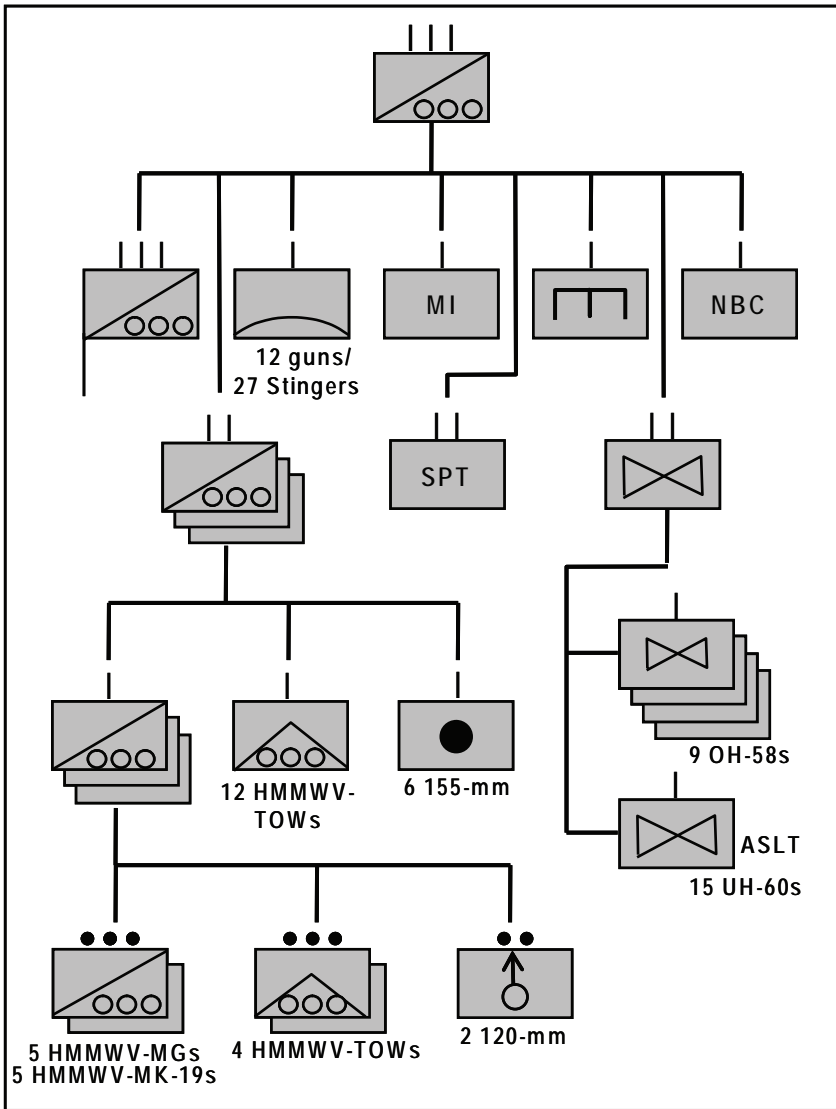 MI
NBC
12 guns/
27 Stingers
SPT
12 HMMWV-
TOWs
6 155-mm
9 OH-58s
ASLT
15 UH-60s
5 HMMWV-MGs
5 HMMWV-MK-19s
4 HMMWV-TOWs
2 120-mm